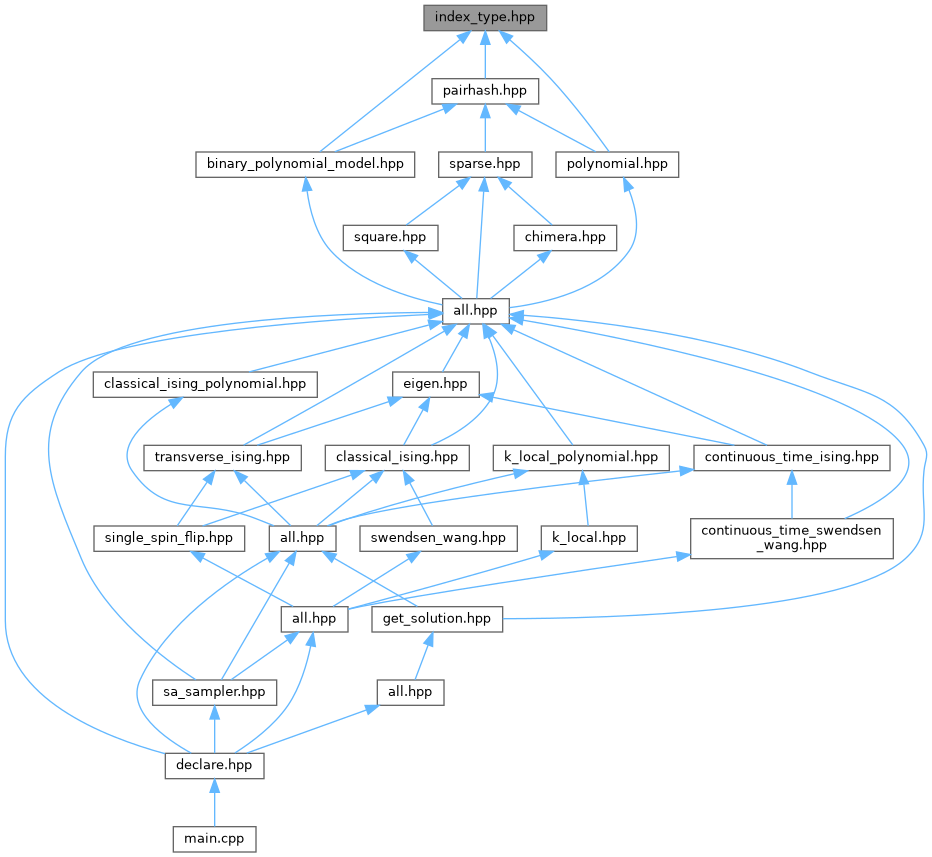 index_type.hpp
pairhash.hpp
binary_polynomial_model.hpp
sparse.hpp
polynomial.hpp
square.hpp
chimera.hpp
all.hpp
classical_ising_polynomial.hpp
eigen.hpp
transverse_ising.hpp
classical_ising.hpp
k_local_polynomial.hpp
continuous_time_ising.hpp
single_spin_flip.hpp
all.hpp
swendsen_wang.hpp
k_local.hpp
continuous_time_swendsen
_wang.hpp
all.hpp
get_solution.hpp
sa_sampler.hpp
all.hpp
declare.hpp
main.cpp